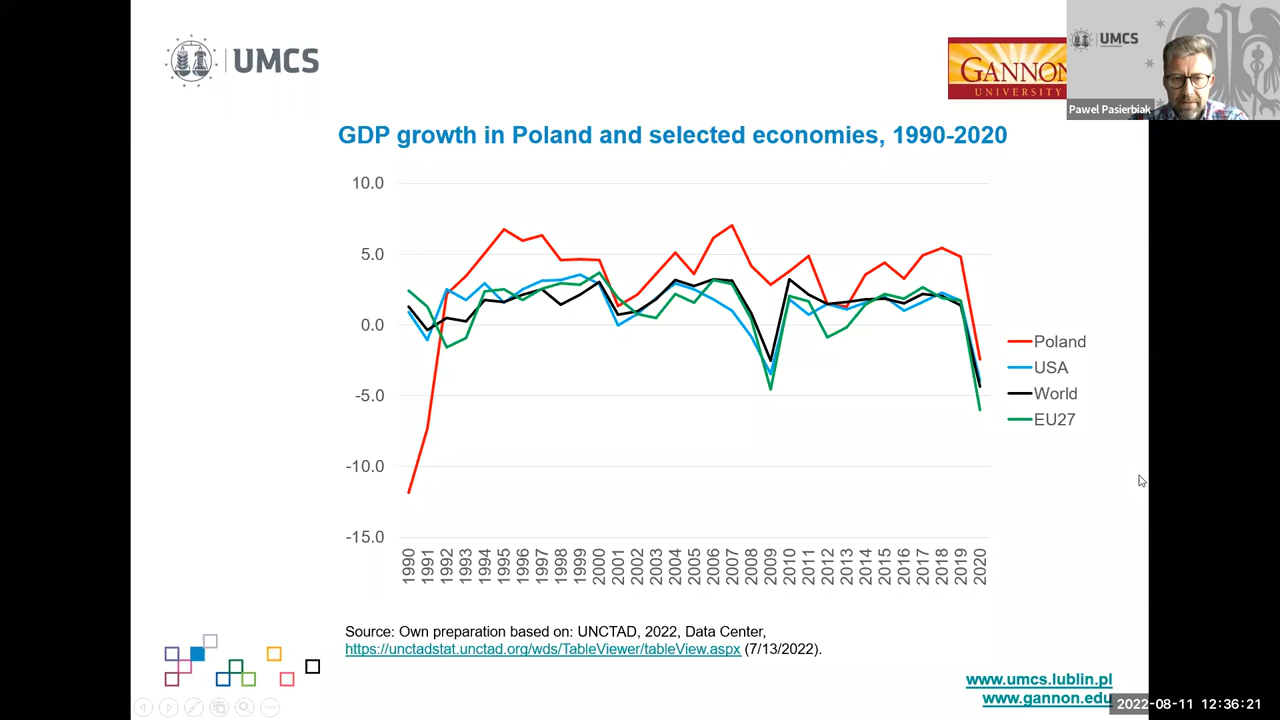 UMCS
GANNON
UNIVERSITY
UMCS
Pawel Pasierbiak
GDP growth in Poland and selected economies, 1990-2020
10.0
5.0
0.0
-5.0
-10.0
-15.0
Poland
USA
World
EU27
1990 1991 1992 1993 1994 1995 1996 1997 1998 1999 2000 2001 2002 2003 2004 2005 2006 2007 2008 2009 2010 2011 2012 2013 2014 2015 2016 2017 2018 2019 2020
Source: Own preparation based on: UNCTAD, 2022, Data Center,
https://unctadstat.unctad.org/wds/TableViewer/tableView.aspx (7/13/2022).
www.umcs.lublin.pl
www.gannon.edu
2022-08-11 12:36:21